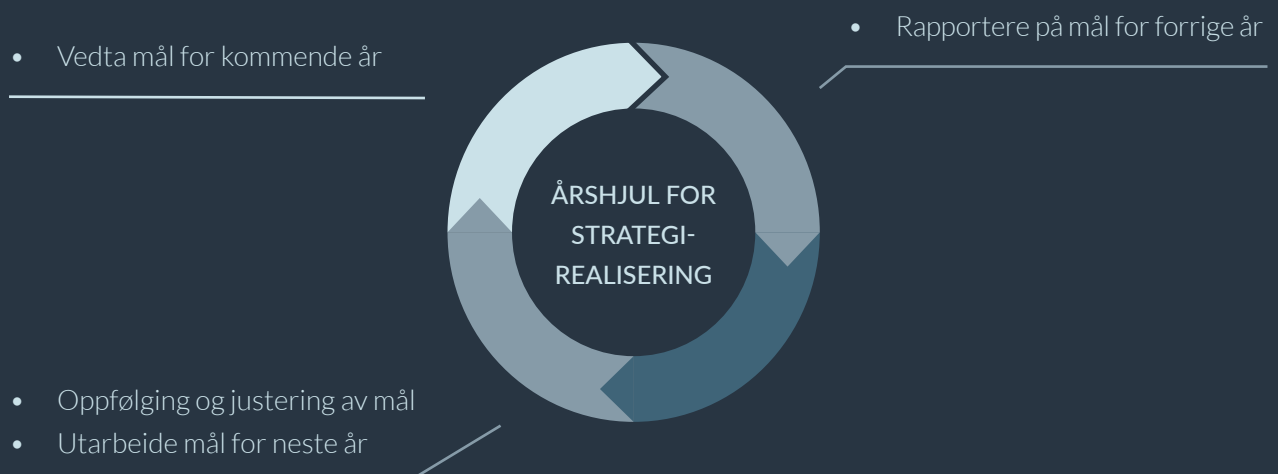 Vedta mål for kommende år
Rapportere på mål for forrige år
ÅRSHJUL FOR
STRATEGI-
REALISERING
Oppfølging og justering av mål
Utarbeide mål for neste år